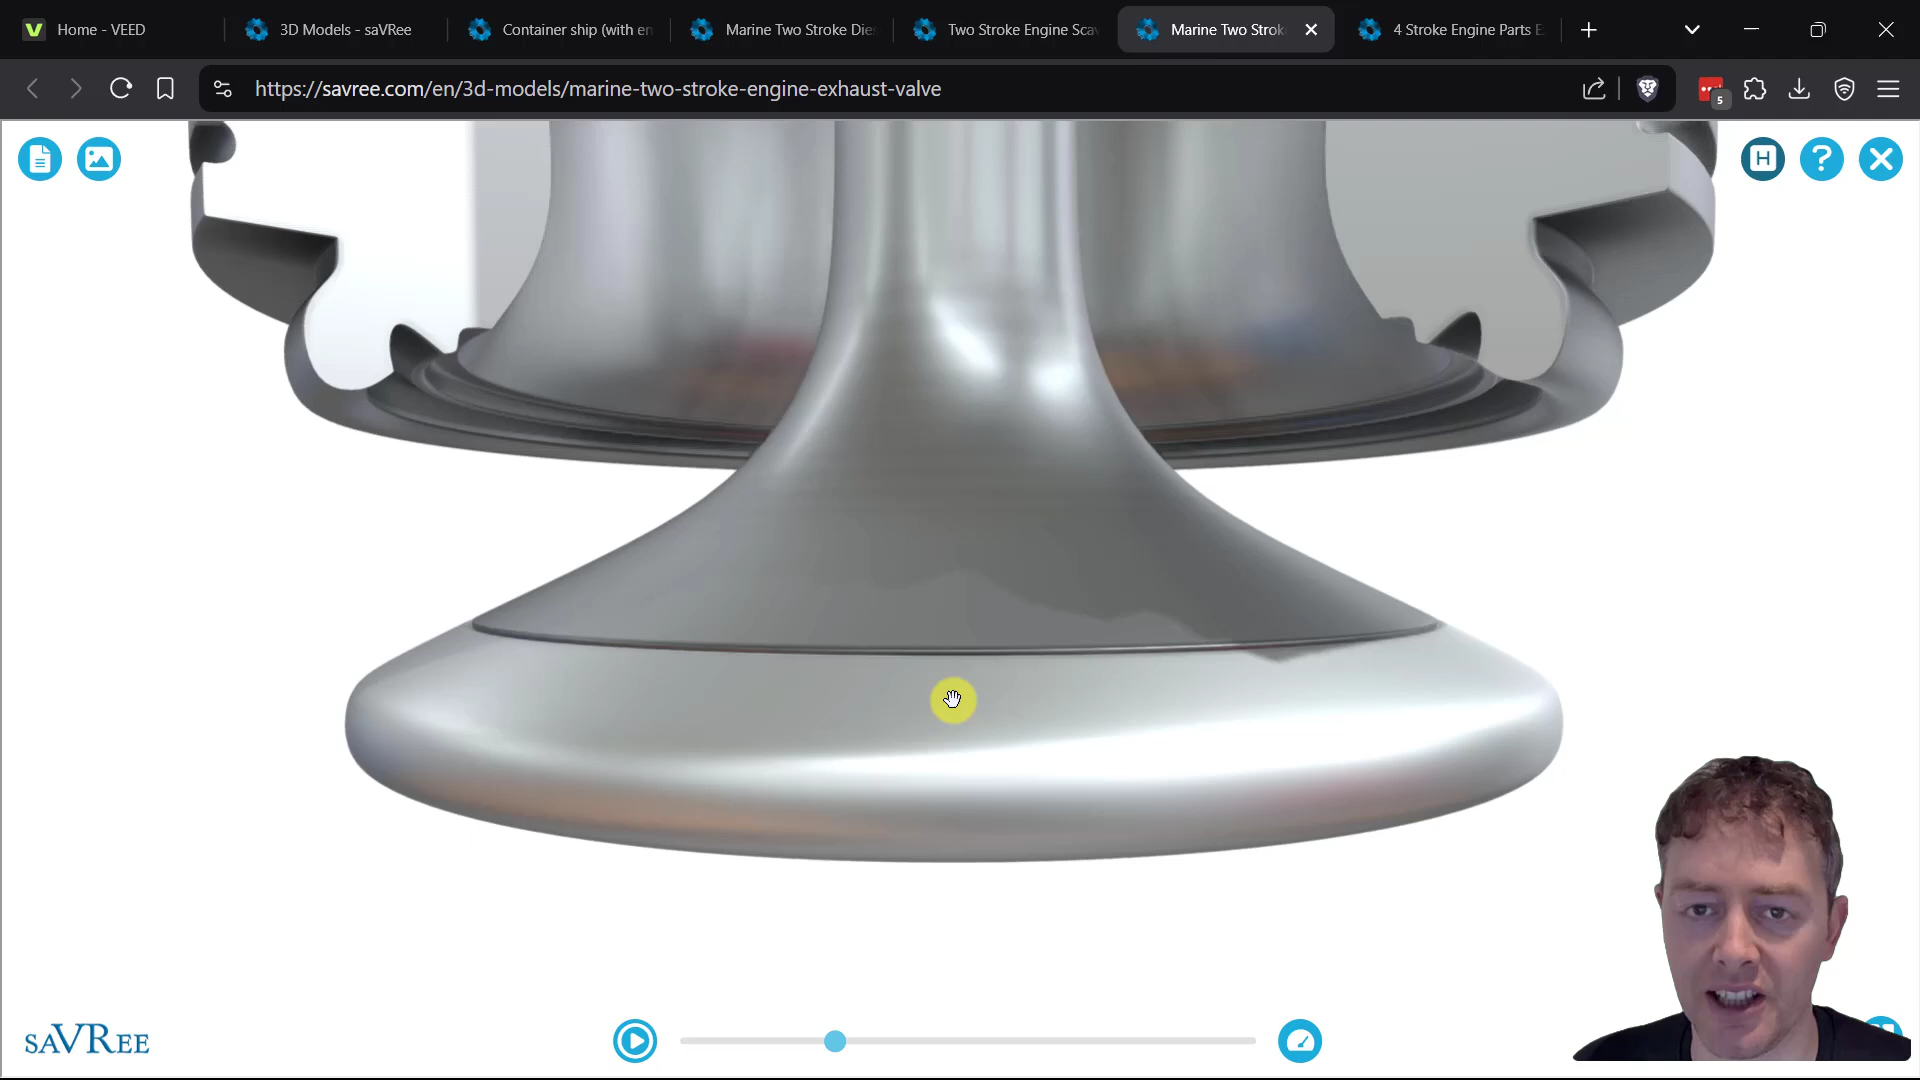 Home - VEED
3D Models - saVRee
Container ship (with en
Marine Two Stroke Die
Two Stroke Engine Sca
Marine Two Strok
4 Stroke Engine Parts E
https://savree.com/en/3d-models/marine-two-stroke-engine-exhaust-valve
5
H
?
saVRee